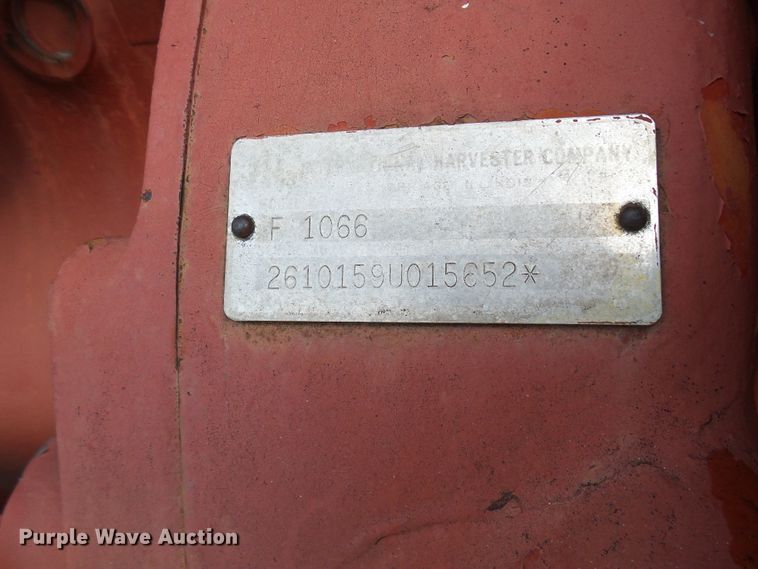 HARVESTER COMPANY
F 1066
2610159U015652*
Purple Wave Auction®